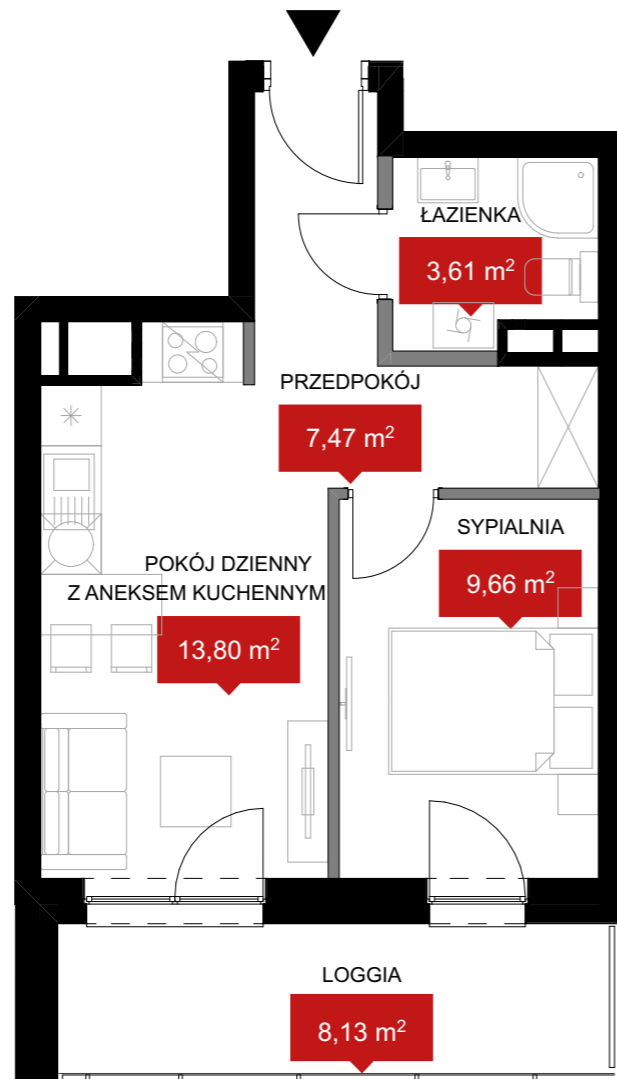 ŁAZIENKA
3,61 m²
PRZEDPOKÓJ
7,47 m²
SYPIALNIA
9,66 m²
POKÓJ DZIENNY
Z ANEKSEM KUCHENNYM
13,80 m²
LOGGIA
8,13 m²